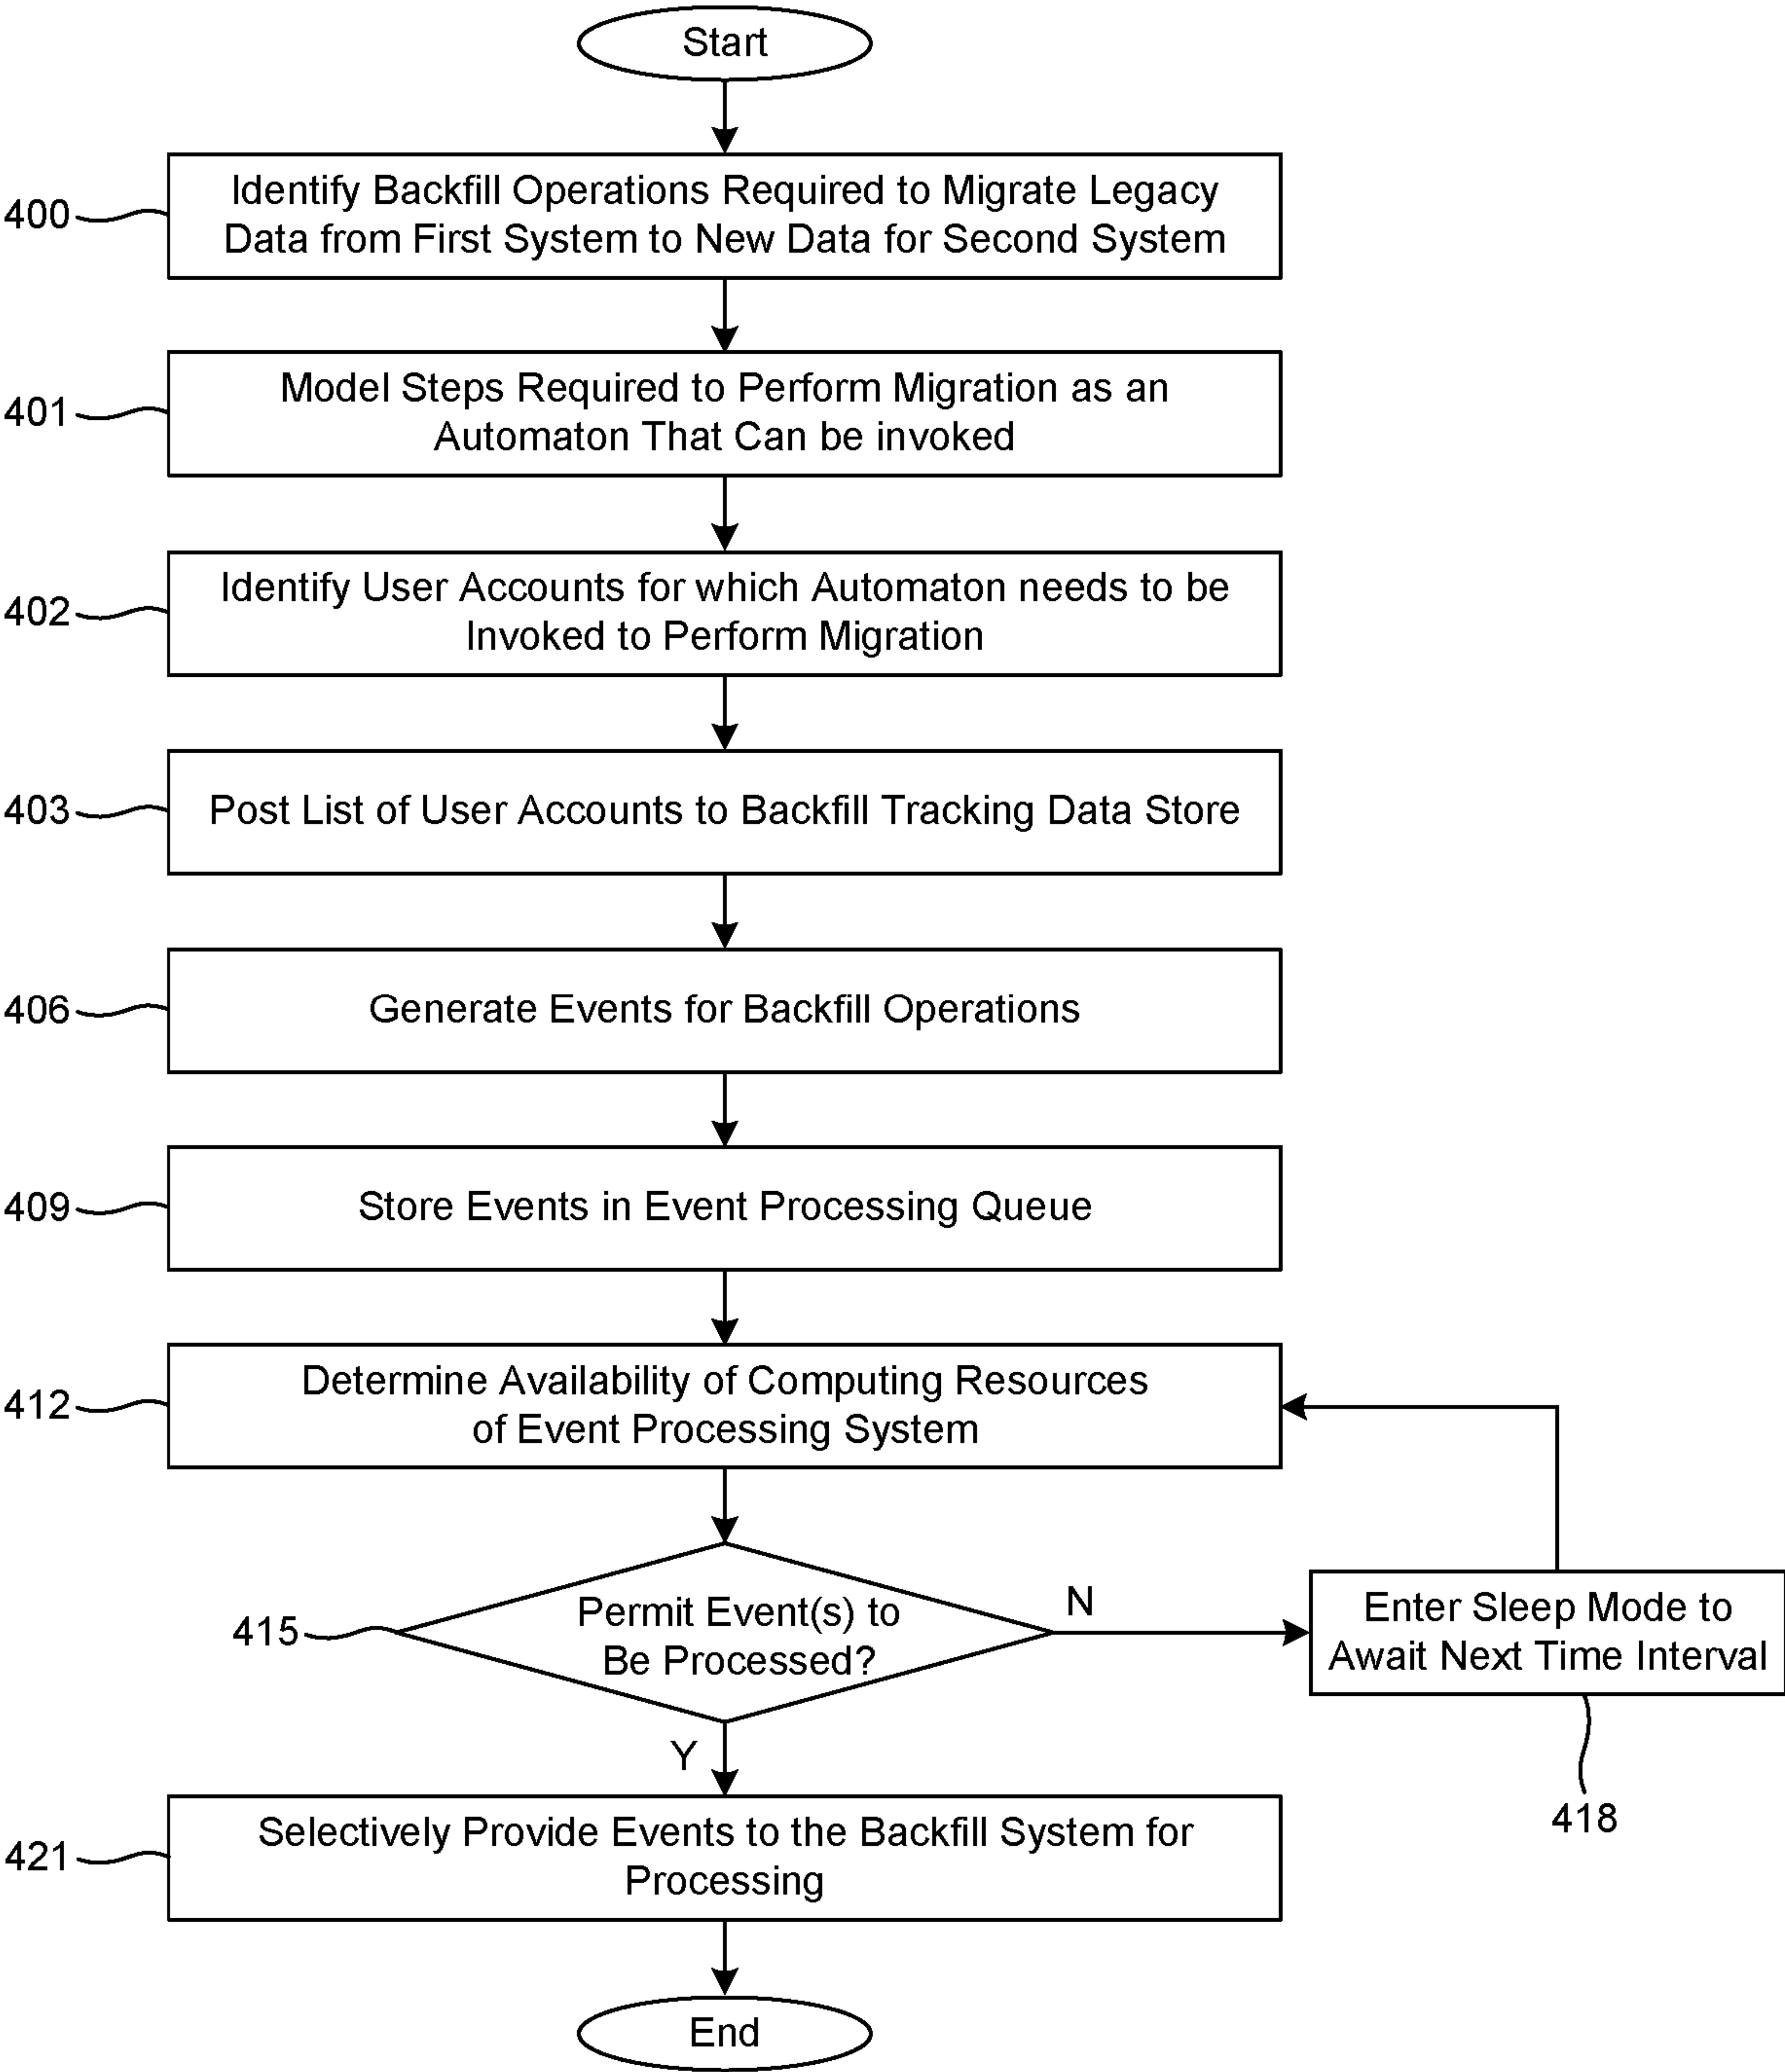 Start
400
Identify Backfill Operations Required to Migrate Legacy
Data from First System to New Data for Second System
401
Model Steps Required to Perform Migration as an
Automaton That Can be invoked
402
Identify User Accounts for which Automaton needs to be
Invoked to Perform Migration
403
Post List of User Accounts to Backfill Tracking Data Store
406
Generate Events for Backfill Operations
409
Store Events in Event Processing Queue
412
Determine Availability of Computing Resources
of Event Processing System
415
Permit Event(s) to
Be Processed?
N
Enter Sleep Mode to
Await Next Time Interval
418
Y
421
Selectively Provide Events to the Backfill System for
Processing
End